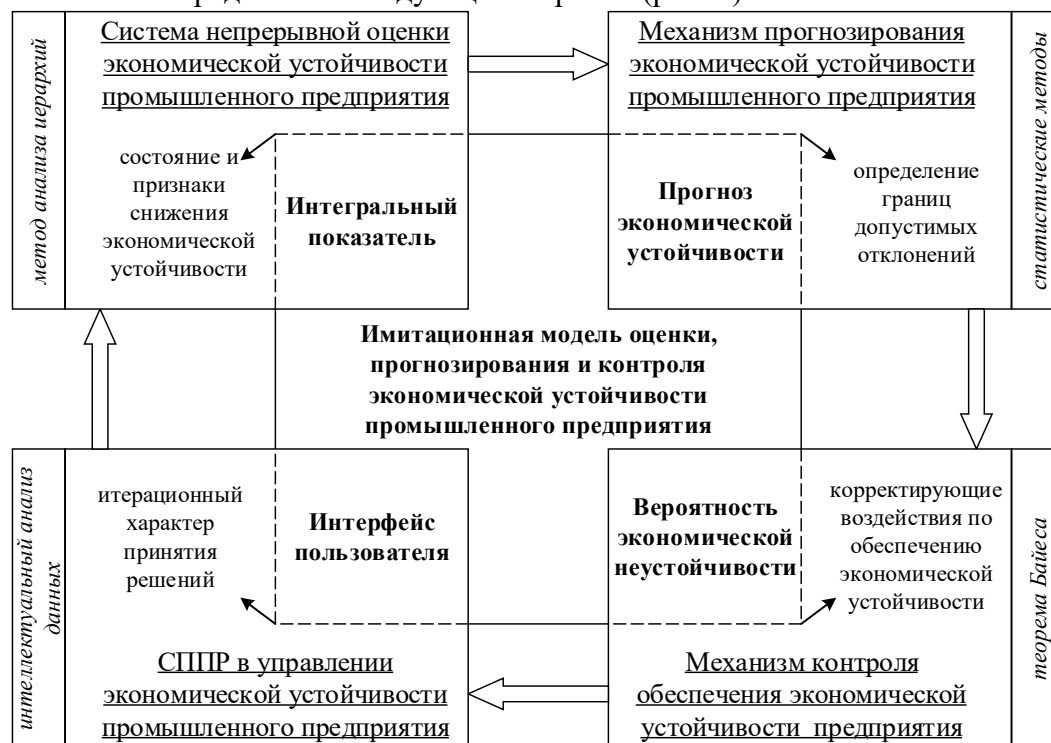 метод анализа иерархий
Система непрерывной оценки
экономической устойчивости
промышленного предприятия
состояние и
признаки
снижения
экономической
устойчивости
Интегральный
показатель
Механизм прогнозирования
экономической устойчивости
промышленного предприятия
Прогноз
экономической
устойчивости
определение
границ
допустимых
отклонений
статистические методы
Имитационная модель оценки,
прогнозирования и контроля
экономической устойчивости
промышленного предприятия
интеллектуальный анализ
данных
итерационный
характер
принятия
решений
Интерфейс
пользователя
СППР в управлении
экономической устойчивости
промышленного предприятия
Вероятность
экономической
неустойчивости
корректирующие
воздействия по
обеспечению
экономической
устойчивости
Механизм контроля
обеспечения экономической
устойчивости предприятия
теорема Байеса